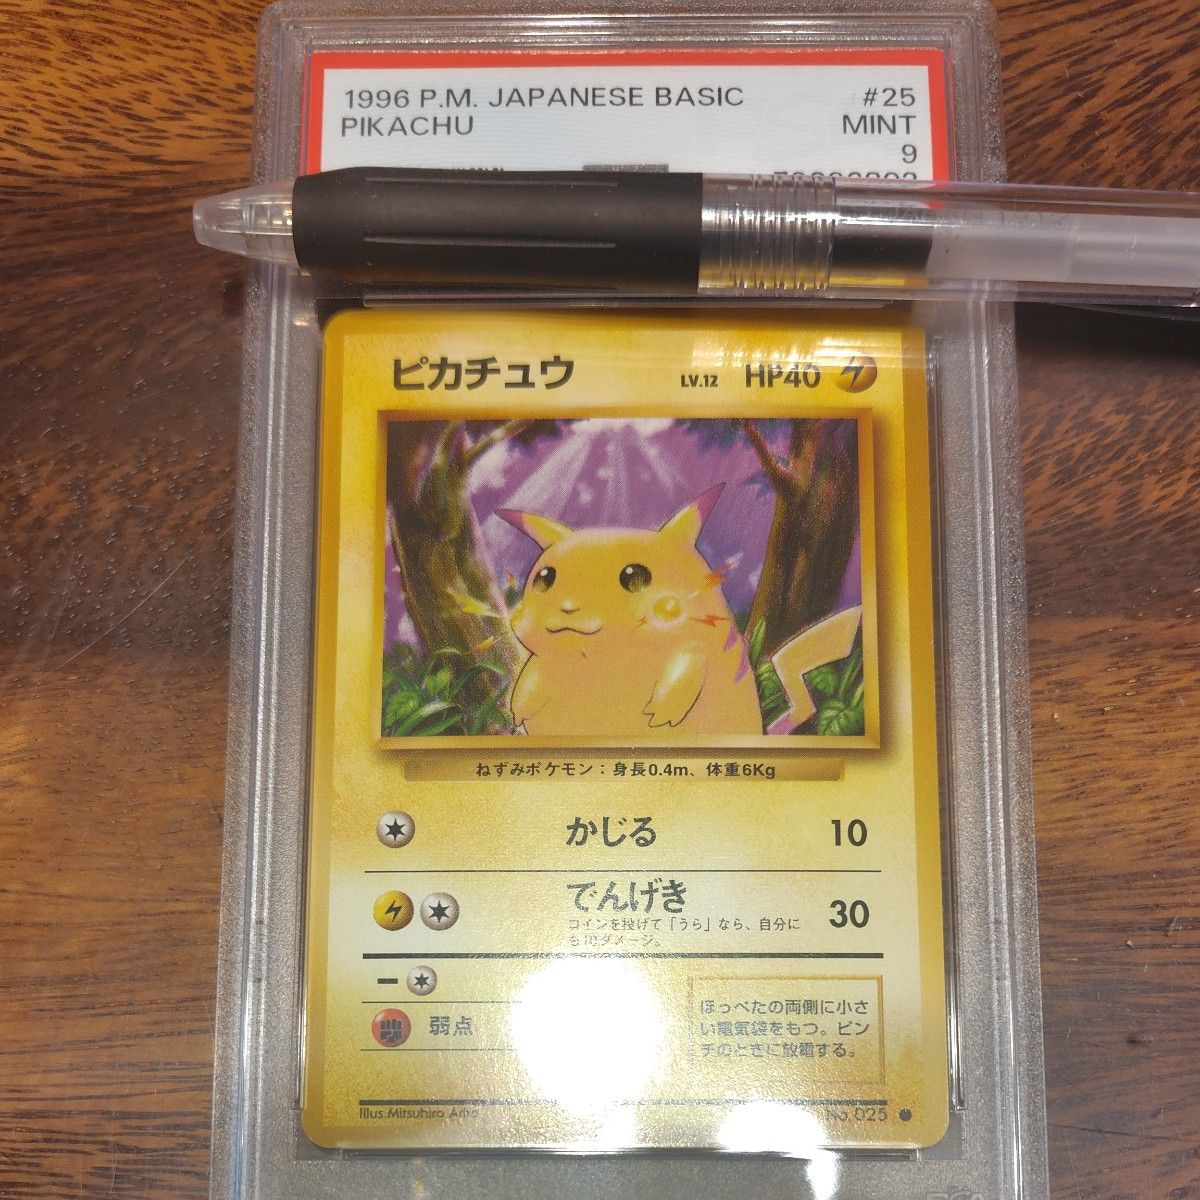 1996 P.M. JAPANESE BASIC #25
PIKACHU MINT
9
ピカチュウ LV.12 HP40
ねずみポケモン：身長0.4m、体重6Kg
かじる 10
でんげき 30
コインを投げて「うら」なら、自分に
も10ダメージ。
弱点
ほっぺたの両側に小さ
い電気袋をもつ。ピン
チのときに放電する。
Illus. Mitsuhiro Arita No. 025